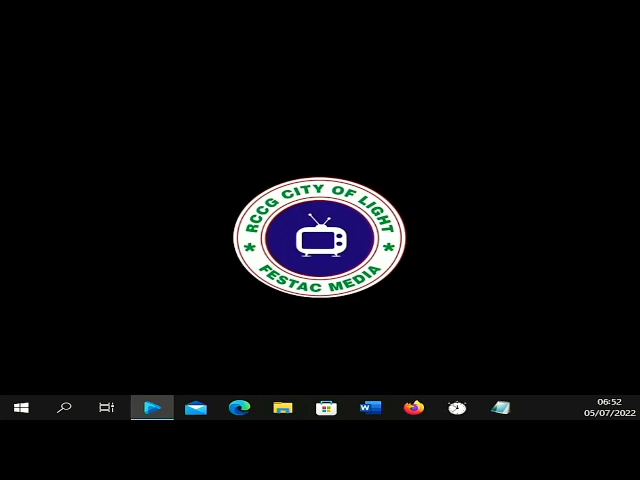 RCCG CITY OF LIGHT
FESTAC MEDIA
W
06:52
05/07/2022